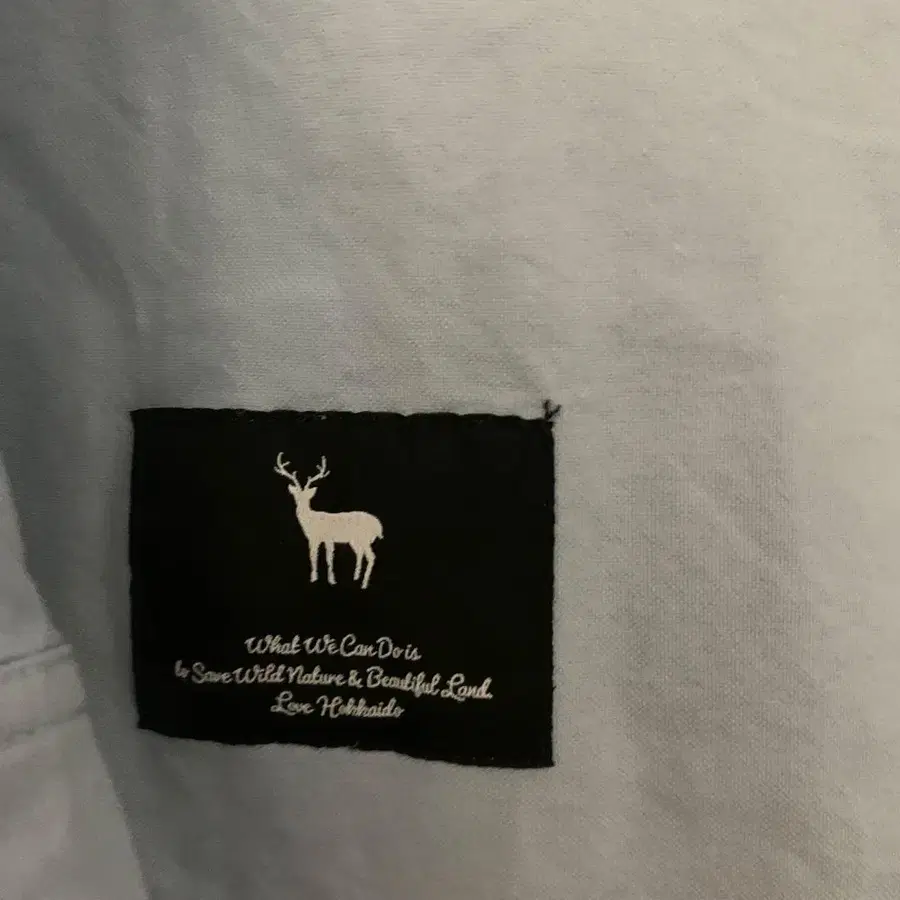 What We Can Do is
to Save Wild Nature & Beautiful Land.
Love Hokkaido